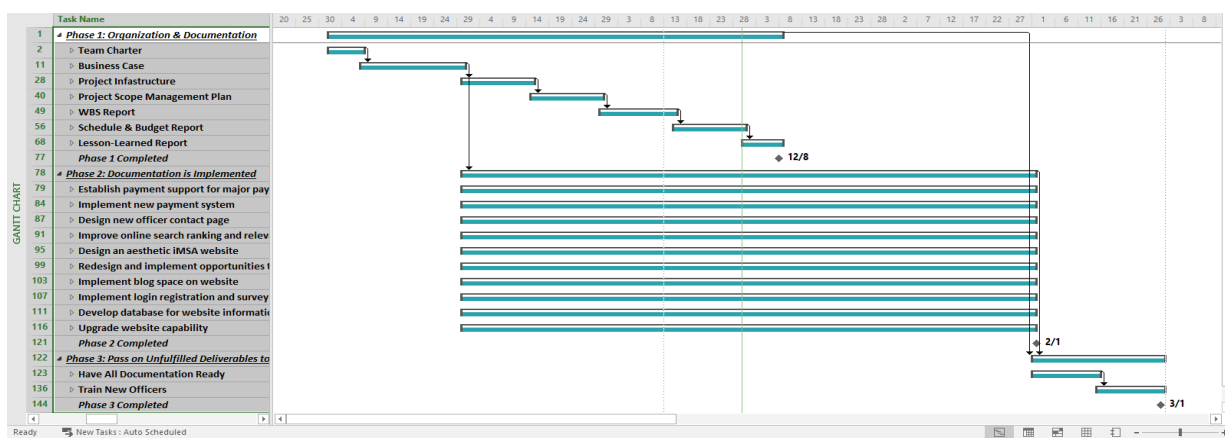 Task Name 20 25 30 4 9 14 19 24 29 4 9 14 19 24 29 3 8 13 18 23 28 3 8 13 18 23 28 2 7 12 17 22 27 1 6 11 16 21 26 3 8
1 Phase 1: Organization & Documentation
2 Team Charter
11 Business Case
28 Project Infastructure
40 Project Scope Management Plan
49 WBS Report
56 Schedule & Budget Report
68 Lesson-Learned Report
77 Phase 1 Completed 12/8
78 Phase 2: Documentation is Implemented
79 Establish payment support for major pay
84 Implement new payment system
87 Design new officer contact page
91 Improve online search ranking and relev
95 Design an aesthetic iMSA website
99 Redesign and implement opportunities t
103 Implement blog space on website
107 Implement login registration and survey
111 Develop database for website informatic
116 Upgrade website capability
121 Phase 2 Completed 2/1
122 Phase 3: Pass on Unfulfilled Deliverables to
123 Have All Documentation Ready
136 Train New Officers
144 Phase 3 Completed 3/1
GANTT CHART
Ready New Tasks : Auto Scheduled